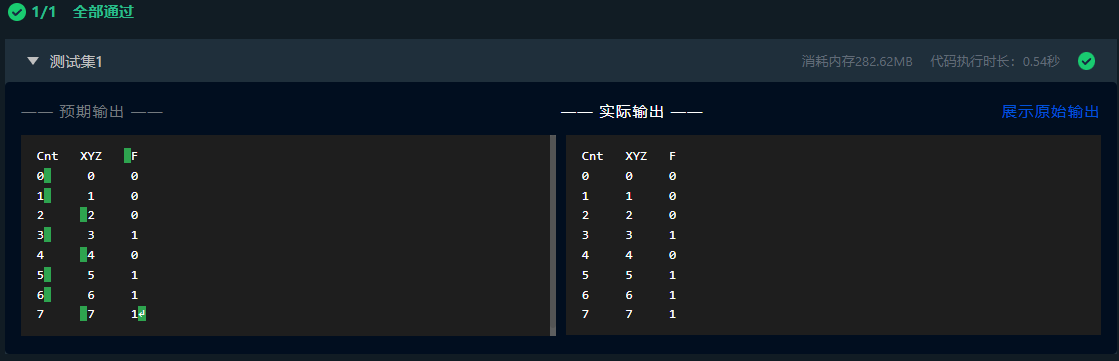 1/1 全部通过
测试集1 消耗内存282.62MB 代码执行时长：0.54秒
—— 预期输出 ——
Cnt XYZ F
0 0 0
1 1 0
2 2 0
3 3 1
4 4 0
5 5 1
6 6 1
7 7 1↵
—— 实际输出 —— 展示原始输出
Cnt XYZ F
0 0 0
1 1 0
2 2 0
3 3 1
4 4 0
5 5 1
6 6 1
7 7 1